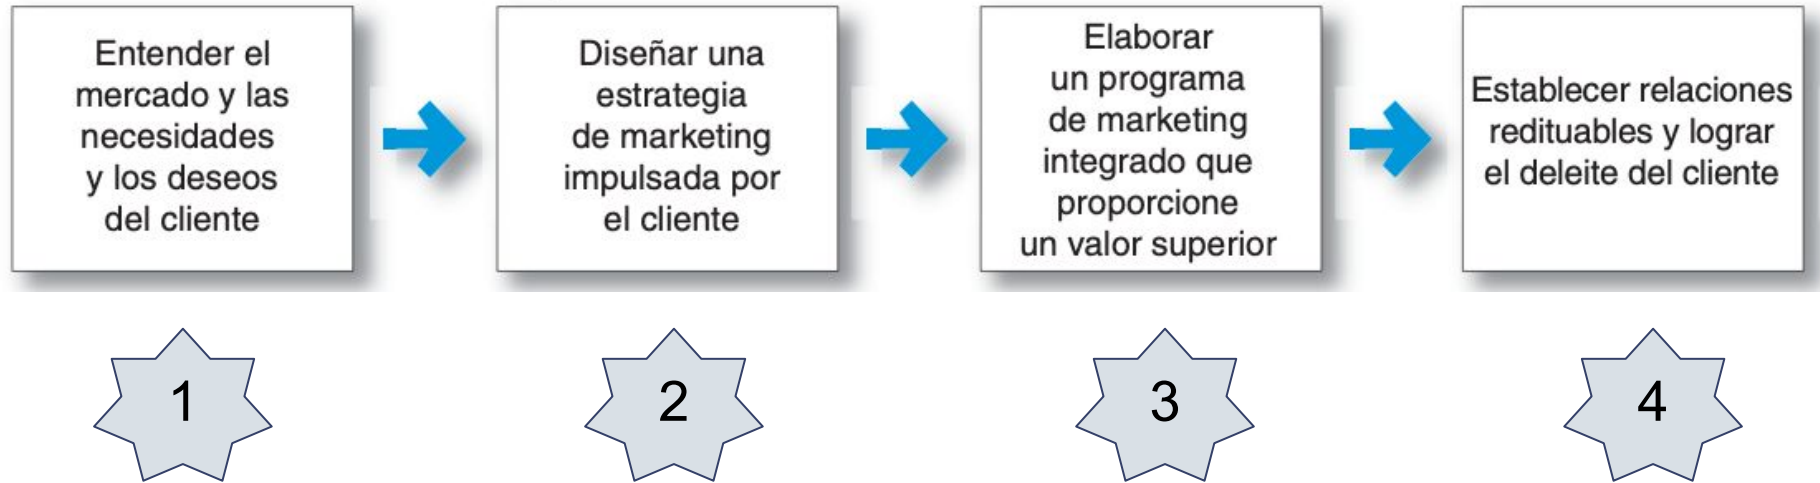 Entender el
mercado y las
necesidades
y los deseos
del cliente
Diseñar una
estrategia
de marketing
impulsada por
el cliente
Elaborar
un programa
de marketing
integrado que
proporcione
un valor superior
Establecer relaciones
redituables y lograr
el deleite del cliente
1
2
3
4